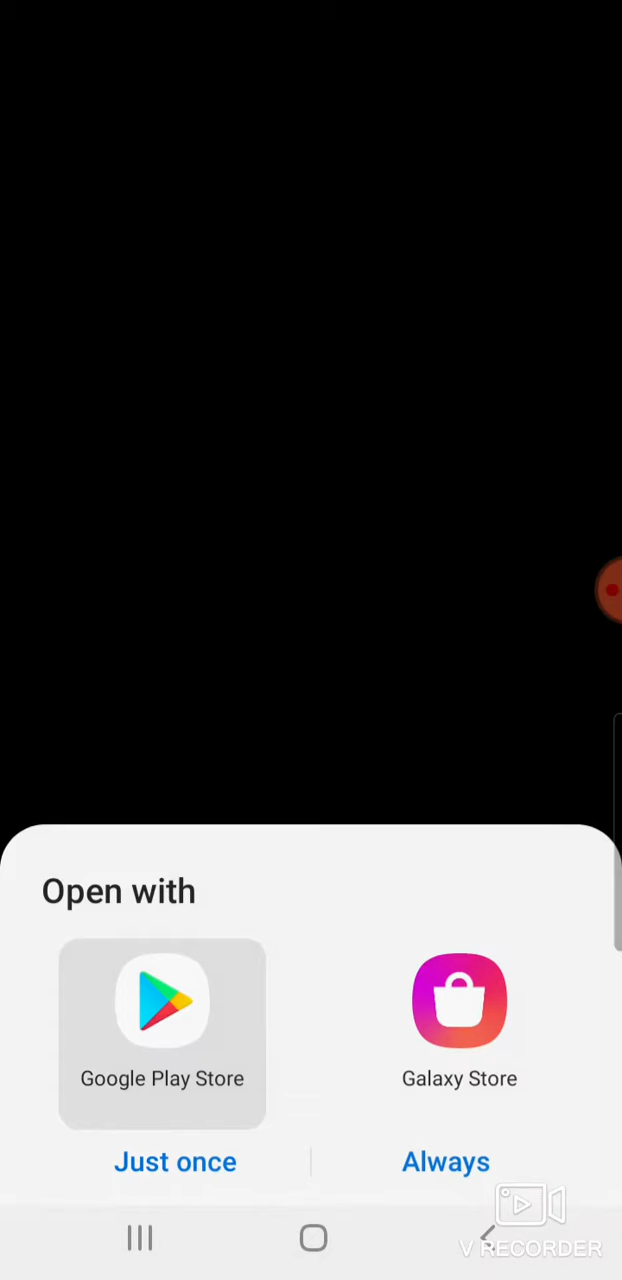 Open with
Google Play Store
Galaxy Store
Just once
Always
V RECORDER